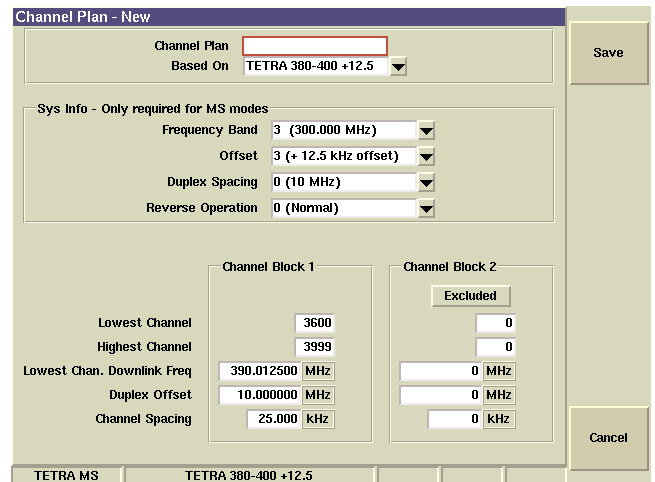 Channel Plan - New
Channel Plan
Save
Based On TETRA 380-400 +12.5
Sys Info - Only required for MS modes
Frequency Band 3 (300.000 MHz)
Offset 3 (+ 12.5 kHz offset)
Duplex Spacing 0 (10 MHz)
Reverse Operation 0 (Normal)
Channel Block 1 Channel Block 2
Excluded
Lowest Channel 3600 0
Highest Channel 3999 0
Lowest Chan. Downlink Freq 390.012500 MHz 0 MHz
Duplex Offset 10.000000 MHz 0 MHz
Channel Spacing 25.000 kHz 0 kHz
Cancel
TETRA MS TETRA 380-400 +12.5